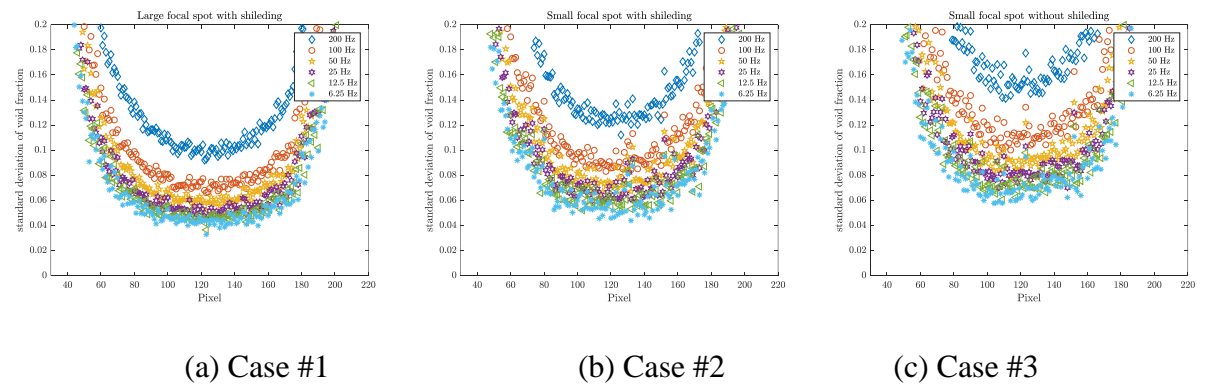 Large focal spot with shileding
standard deviation of void fraction
0.2
0.18
0.16
0.14
0.12
0.1
0.08
0.06
0.04
0.02
0
40 60 80 100 120 140 160 180 200 220
Pixel
200 Hz
100 Hz
50 Hz
25 Hz
12.5 Hz
6.25 Hz
(a) Case #1
Small focal spot with shileding
standard deviation of void fraction
0.2
0.18
0.16
0.14
0.12
0.1
0.08
0.06
0.04
0.02
0
40 60 80 100 120 140 160 180 200 220
Pixel
200 Hz
100 Hz
50 Hz
25 Hz
12.5 Hz
6.25 Hz
(b) Case #2
Small focal spot without shileding
standard deviation of void fraction
0.2
0.18
0.16
0.14
0.12
0.1
0.08
0.06
0.04
0.02
0
40 60 80 100 120 140 160 180 200 220
Pixel
200 Hz
100 Hz
50 Hz
25 Hz
12.5 Hz
6.25 Hz
(c) Case #3